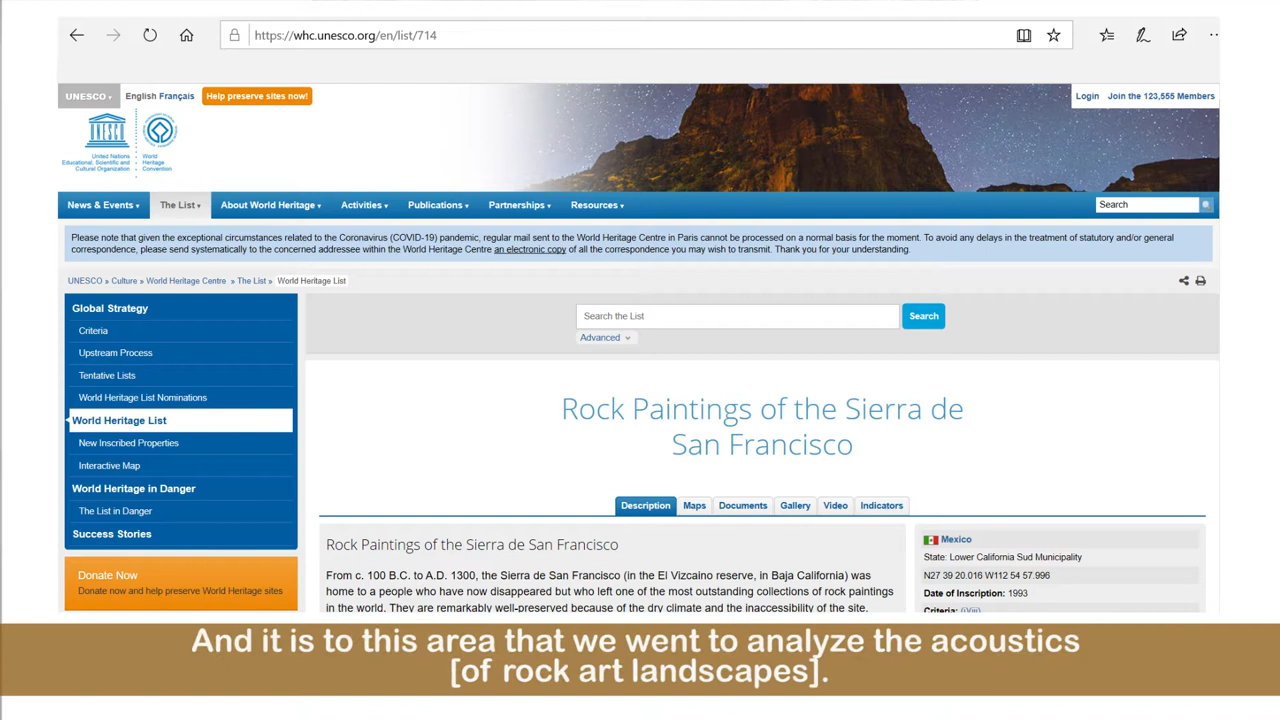 https://whc.unesco.org/en/list/714
UNESCO
English Français
Help preserve sites now!
Login Join the 123,555 Members
United Nations
Educational, Scientific and
Cultural Organization
World
Heritage
Convention
News & Events The List About World Heritage Activities Publications Partnerships Resources
Search
Please note that given the exceptional circumstances related to the Coronavirus (COVID-19) pandemic, regular mail sent to the World Heritage Centre in Paris cannot be processed on a normal basis for the moment. To avoid any delays in the treatment of statutory and/or general
correspondence, please send systematically to the concerned addressee within the World Heritage Centre an electronic copy of all the correspondence you may wish to transmit. Thank you for your understanding.
UNESCO » Culture » World Heritage Centre » The List » World Heritage List
Global Strategy
Criteria
Upstream Process
Tentative Lists
World Heritage List Nominations
World Heritage List
New Inscribed Properties
Interactive Map
World Heritage in Danger
The List in Danger
Success Stories
Donate Now
Donate now and help preserve World Heritage sites
Search the List
Search
Advanced
Rock Paintings of the Sierra de
San Francisco
Description Maps Documents Gallery Video Indicators
Rock Paintings of the Sierra de San Francisco
From c. 100 B.C. to A.D. 1300, the Sierra de San Francisco (in the El Vizcaino reserve, in Baja California) was
home to a people who have now disappeared but who left one of the most outstanding collections of rock paintings
in the world. They are remarkably well-preserved because of the dry climate and the inaccessibility of the site.
Mexico
State: Lower California Sud Municipality
N27 39 20.016 W112 54 57.996
Date of Inscription: 1993
Criteria: (i)(iii)
And it is to this area that we went to analyze the acoustics
[of rock art landscapes].